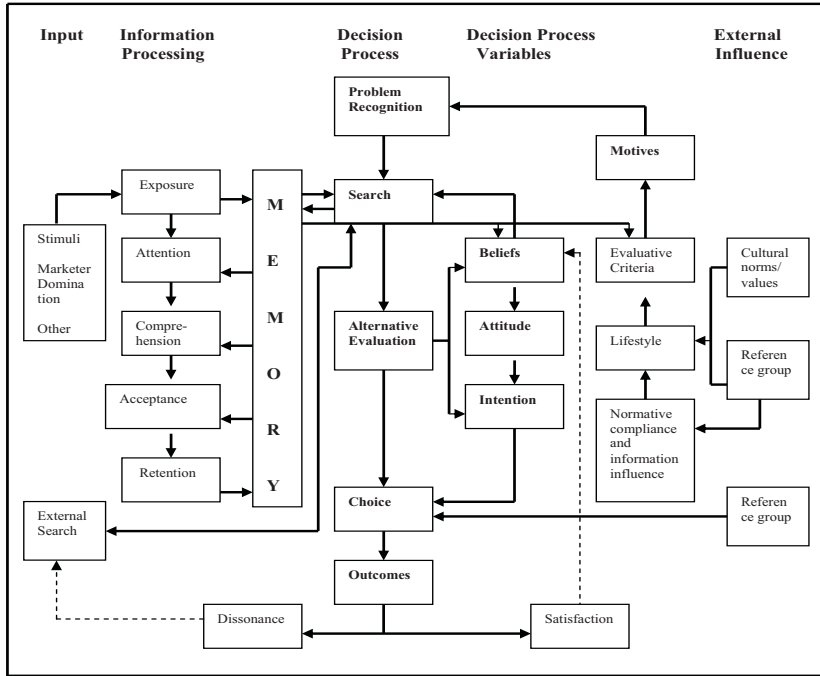 Input
Information
Processing
Decision
Process
Decision Process
Variables
External
Influence
Problem
Recognition
Motives
Exposure
M
E
M
O
R
Y
Search
Stimuli
Marketer
Domina
tion
Other
Attention
Beliefs
Evaluative
Criteria
Cultural
norms/
values
Compre-
hension
Alternative
Evaluation
Attitude
Lifestyle
Referen
ce group
Acceptance
Intention
Normative
compliance
and
information
influence
Retention
External
Search
Choice
Referen
ce group
Outcomes
Dissonance
Satisfaction